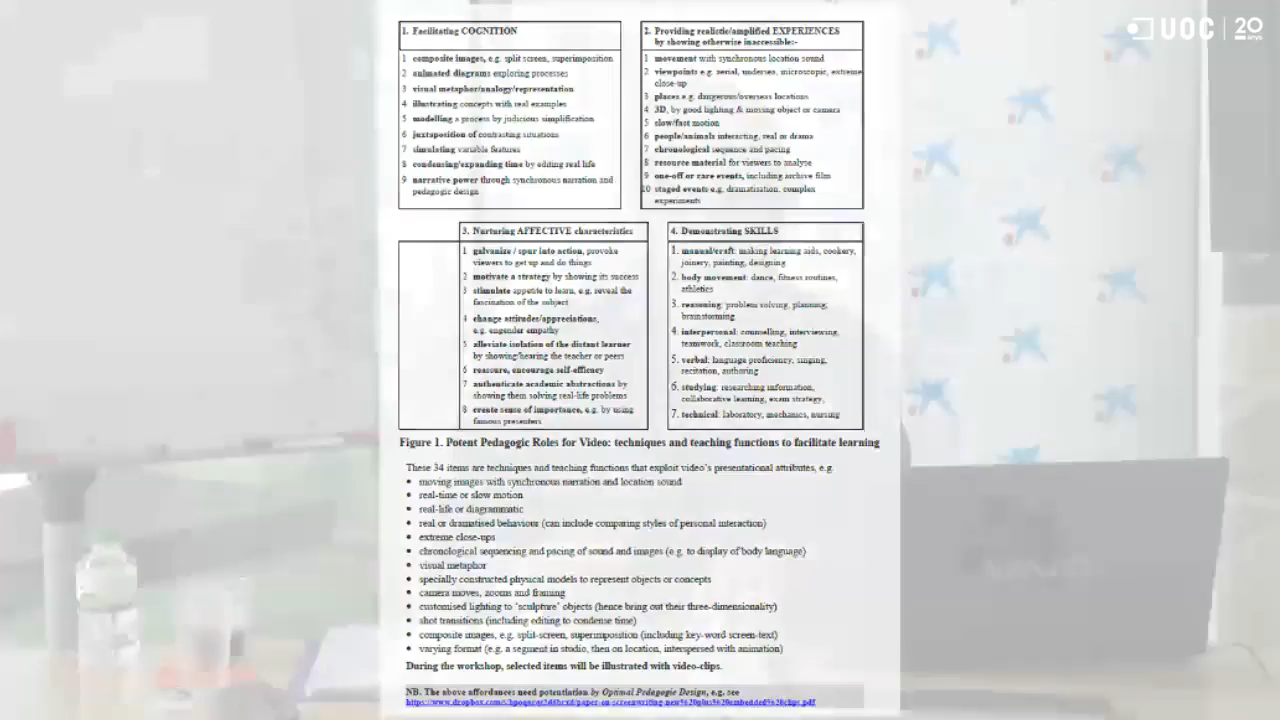 UOC 20
anys
1. Facilitating COGNITION
1 composite images, e.g. split screen, superimposition
2 animated diagrams exploring processes
3 visual metaphor/analogy/representation
4 illustrating concepts with real examples
5 modelling a process by judicious simplification
6 juxtaposition of contrasting situations
7 simulating variable features
8 condensing/expanding time by editing real life
9 narrative power through synchronous narration and
pedagogic design
2. Providing realistic/amplified EXPERIENCES
by showing otherwise inaccessible:-
1 movement with synchronous location sound
2 viewpoints e.g. aerial, undersea, microscopic, extreme
close-up
3 places e.g. dangerous/overseas locations
4 3D, by good lighting & moving object or camera
5 slow/fast motion
6 people/animals interacting, real or drama
7 chronological sequence and pacing
8 resource material for viewers to analyse
9 one-off or rare events, including archive film
10 staged events e.g. dramatisation, complex
experiments
3. Nurturing AFFECTIVE characteristics
1 galvanize / spur into action, provoke
viewers to get up and do things
2 motivate a strategy by showing its success
3 stimulate appetite to learn, e.g. reveal the
fascination of the subject
4 change attitudes/appreciations,
e.g. engender empathy
5 alleviate isolation of the distant learner
by showing/hearing the teacher or peers
6 reassure, encourage self-efficacy
7 authenticate academic abstractions by
showing them solving real-life problems
8 create sense of importance, e.g. by using
famous presenters
4. Demonstrating SKILLS
1. manual/craft: making learning aids, cookery,
joinery, painting, designing
2. body movement: dance, fitness routines,
athletics
3. reasoning: problem solving, planning,
brainstorming
4. interpersonal: counselling, interviewing,
teamwork, classroom teaching
5. verbal: language proficiency, singing,
recitation, authoring
6. studying: researching information,
collaborative learning, exam strategy,
7. technical: laboratory, mechanics, nursing
Figure 1. Potent Pedagogic Roles for Video: techniques and teaching functions to facilitate learning
These 34 items are techniques and teaching functions that exploit video's presentational attributes, e.g.
• moving images with synchronous narration and location sound
• real-time or slow motion
• real-life or diagrammatic
• real or dramatised behaviour (can include comparing styles of personal interaction)
• extreme close-ups
• chronological sequencing and pacing of sound and images (e.g. to display of body language)
• visual metaphor
• specially constructed physical models to represent objects or concepts
• camera moves, zooms and framing
• customised lighting to 'sculpture' objects (hence bring out their three-dimensionality)
• shot transitions (including editing to condense time)
• composite images, e.g. split-screen, superimposition (including key-word screen-text)
• varying format (e.g. a segment in studio, then on location, interspersed with animation)
During the workshop, selected items will be illustrated with video-clips.
NB. The above affordances need potentiation by Optimal Pedagogic Design, e.g. see